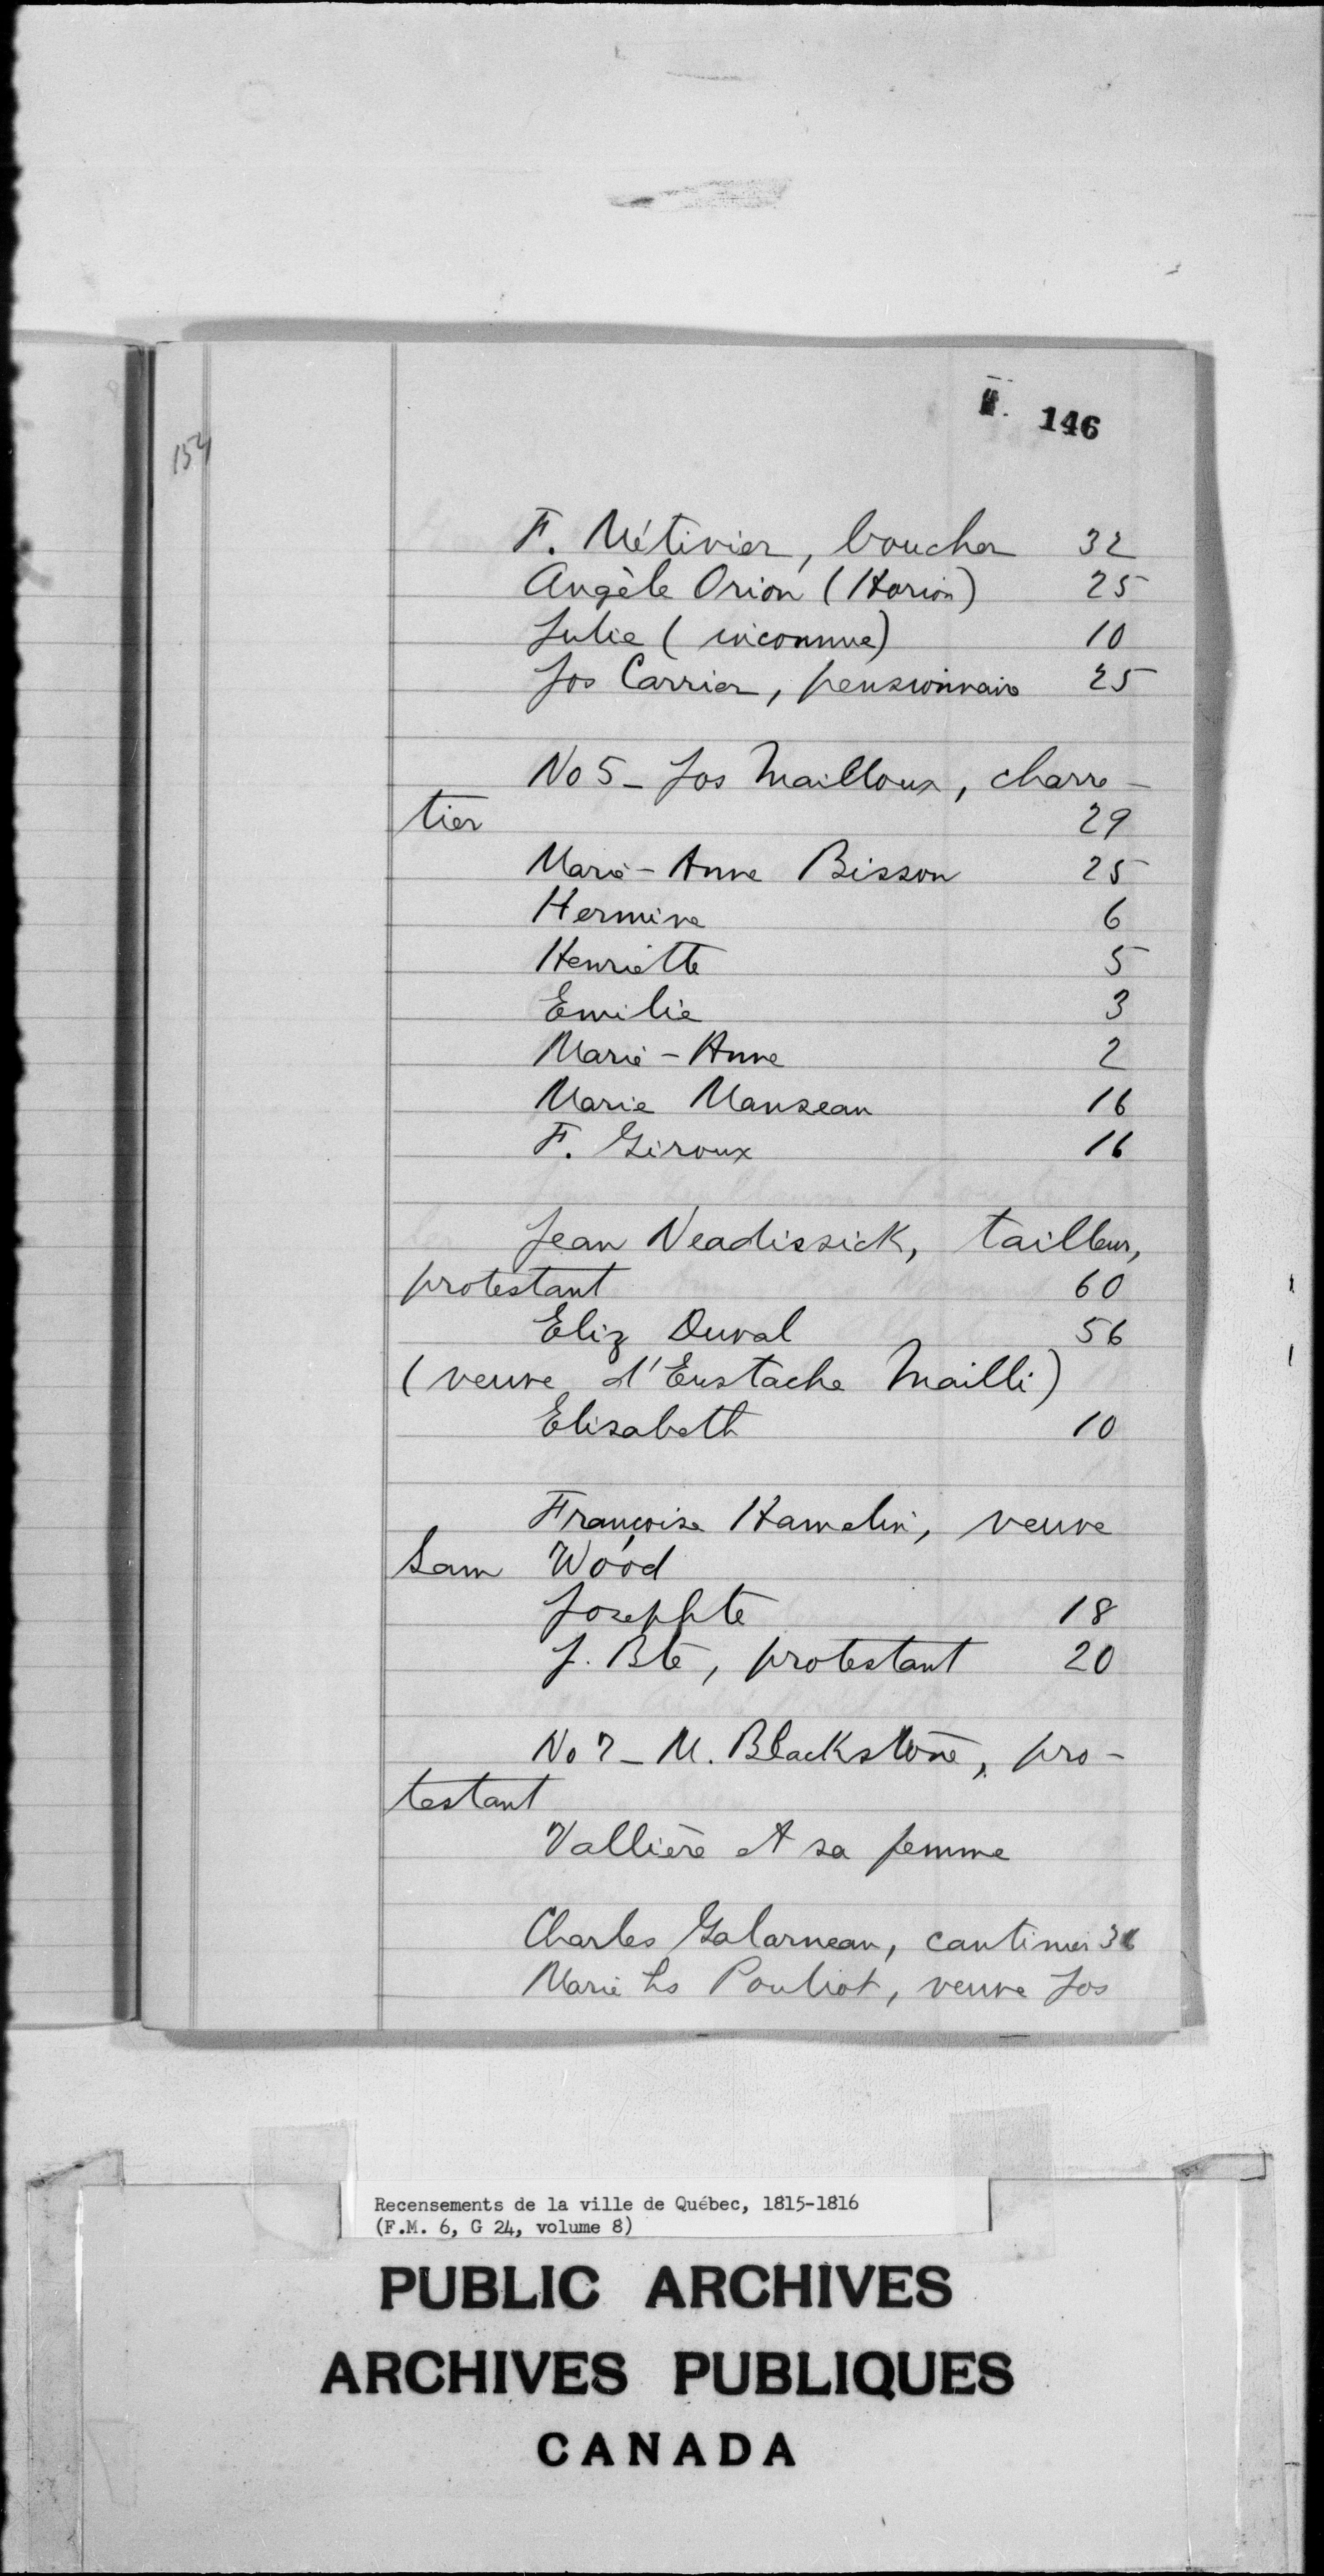 146
154
F. Métivier, boucher 32
Angèle Orion (Horion) 25
Julie (inconnue) 10
Jos Carrier, pensionnaire 25
No 5 - Jos Mailloux, charre-
tier 29
Marie-Anne Bisson 25
Hermine 6
Henriette 5
Emilie 3
Marie-Anne 2
Marie Manseau 16
F. Giroux 16
Jean Neadissick, tailleur,
protestant 60
Eliz Duval 56
(veuve d'Eustache Mailli)
Elisabeth 10
Françoise Hamelin, veuve
Sam Wood
Josephte 18
J. Bte, protestant 20
No 7 - M. Blackstone, pro-
testant
Vallière et sa femme
Charles Galarneau, cantinier
Marie Ls Pouliot, veuve Jos
Recensements de la ville de Québec, 1815-1816
(F.M. 6, G 24, volume 8)
PUBLIC ARCHIVES
ARCHIVES PUBLIQUES
CANADA